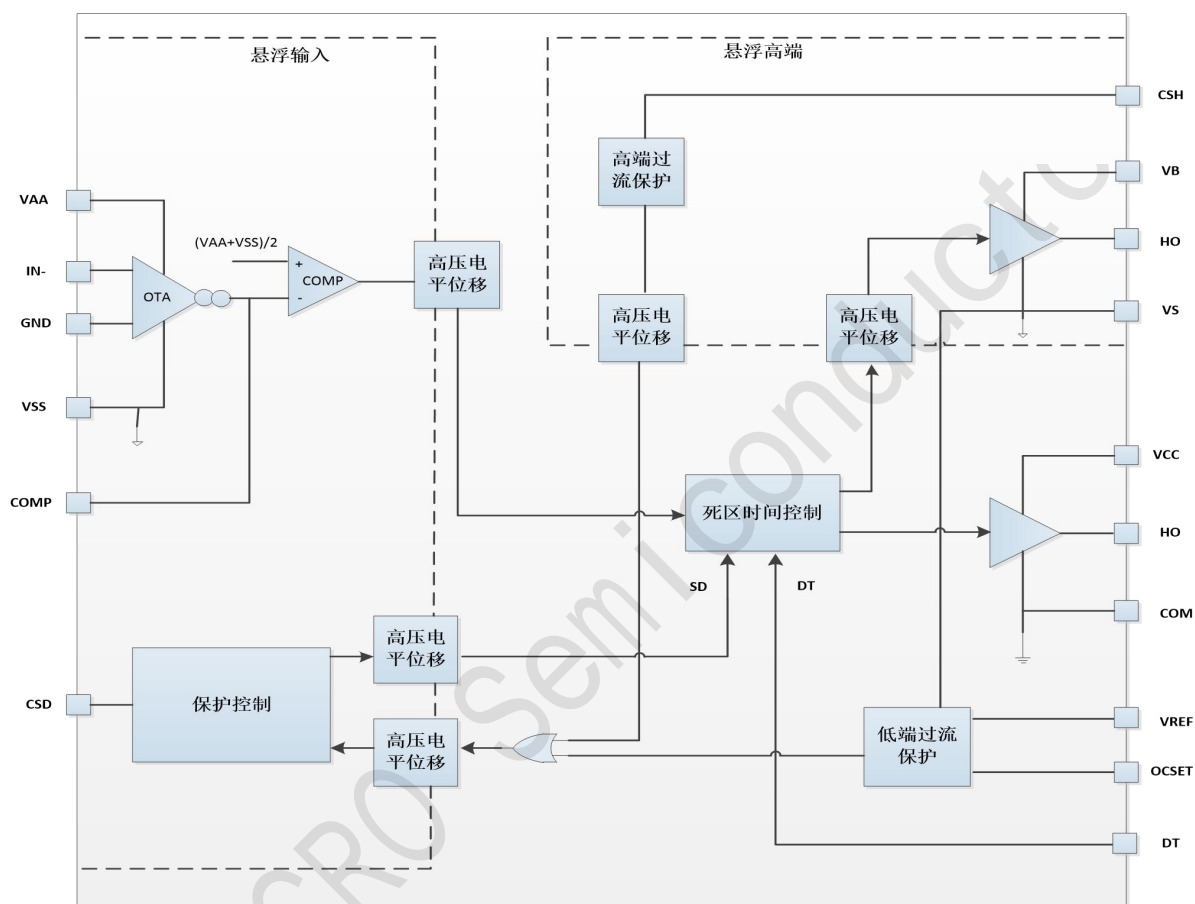 悬浮输入
悬浮高端
CSH
高端过
流保护
VB
VAA
(VAA+VSS)/2
HO
IN-
OTA
+
COMP
-
高压电
平位移
GND
高压电
平位移
高压电
平位移
VS
VSS
VCC
COMP
死区时间控制
HO
SD
DT
COM
高压电
平位移
CSD
保护控制
低端过流
保护
VREF
高压电
平位移
OCSET
DT
CRO Semiconducto